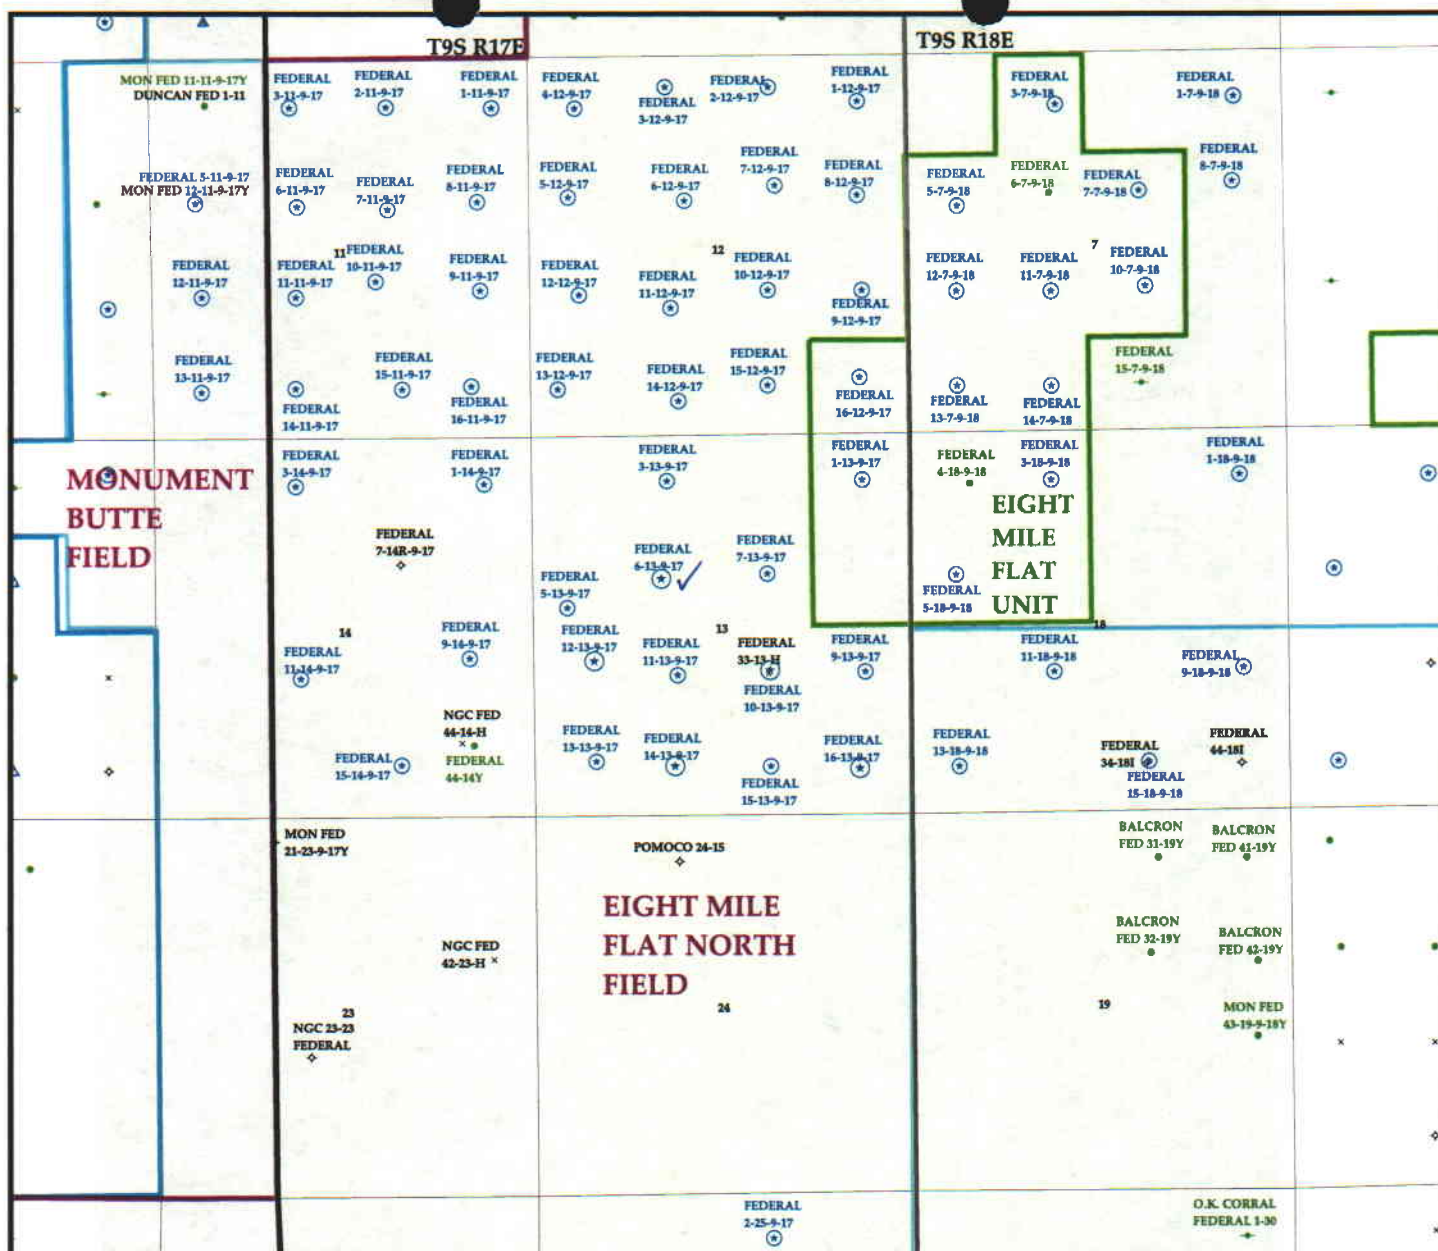 T9S R17E
T9S R18E
MON FED 11-11-9-17Y
DUNCAN FED 1-11
FEDERAL
3-11-9-17
FEDERAL
2-11-9-17
FEDERAL
1-11-9-17
FEDERAL
4-12-9-17
FEDERAL
3-12-9-17
FEDERAL
2-12-9-17
FEDERAL
1-12-9-17
FEDERAL
3-7-9-18
FEDERAL
1-7-9-18
FEDERAL 5-11-9-17
MON FED 12-11-9-17Y
FEDERAL
6-11-9-17
FEDERAL
7-11-9-17
FEDERAL
8-11-9-17
FEDERAL
5-12-9-17
FEDERAL
6-12-9-17
FEDERAL
7-12-9-17
FEDERAL
8-12-9-17
FEDERAL
5-7-9-18
FEDERAL
6-7-9-18
FEDERAL
7-7-9-18
FEDERAL
8-7-9-18
FEDERAL
12-11-9-17
FEDERAL
11-11-9-17
11
FEDERAL
10-11-9-17
FEDERAL
9-11-9-17
FEDERAL
12-12-9-17
FEDERAL
11-12-9-17
12
FEDERAL
10-12-9-17
FEDERAL
9-12-9-17
FEDERAL
12-7-9-18
FEDERAL
11-7-9-18
7
FEDERAL
10-7-9-18
FEDERAL
13-11-9-17
FEDERAL
14-11-9-17
FEDERAL
15-11-9-17
FEDERAL
16-11-9-17
FEDERAL
13-12-9-17
FEDERAL
14-12-9-17
FEDERAL
15-12-9-17
FEDERAL
16-12-9-17
FEDERAL
13-7-9-18
FEDERAL
14-7-9-18
FEDERAL
15-7-9-18
MONUMENT
BUTTE
FIELD
FEDERAL
3-14-9-17
FEDERAL
1-14-9-17
FEDERAL
3-13-9-17
FEDERAL
1-13-9-17
FEDERAL
4-18-9-18
FEDERAL
3-18-9-18
FEDERAL
1-18-9-18
EIGHT
MILE
FLAT
UNIT
FEDERAL
7-14R-9-17
FEDERAL
5-13-9-17
FEDERAL
6-13-9-17
FEDERAL
7-13-9-17
FEDERAL
5-18-9-18
14
13
18
FEDERAL
11-14-9-17
FEDERAL
9-14-9-17
FEDERAL
12-13-9-17
FEDERAL
11-13-9-17
FEDERAL
33-13-H
FEDERAL
10-13-9-17
FEDERAL
9-13-9-17
FEDERAL
11-18-9-18
FEDERAL
9-18-9-18
NGC FED
44-14-H
FEDERAL
44-14Y
FEDERAL
15-14-9-17
FEDERAL
13-13-9-17
FEDERAL
14-13-9-17
FEDERAL
15-13-9-17
FEDERAL
16-13-9-17
FEDERAL
13-18-9-18
FEDERAL
34-18I
FEDERAL
15-18-9-18
FEDERAL
44-18I
MON FED
21-23-9-17Y
POMOCO 24-15
BALCRON
FED 31-19Y
BALCRON
FED 41-19Y
EIGHT MILE
FLAT NORTH
FIELD
NGC FED
42-23-H
BALCRON
FED 32-19Y
BALCRON
FED 42-19Y
23
24
19
NGC 23-23
FEDERAL
MON FED
43-19-9-18Y
FEDERAL
2-25-9-17
O.K. CORRAL
FEDERAL 1-30